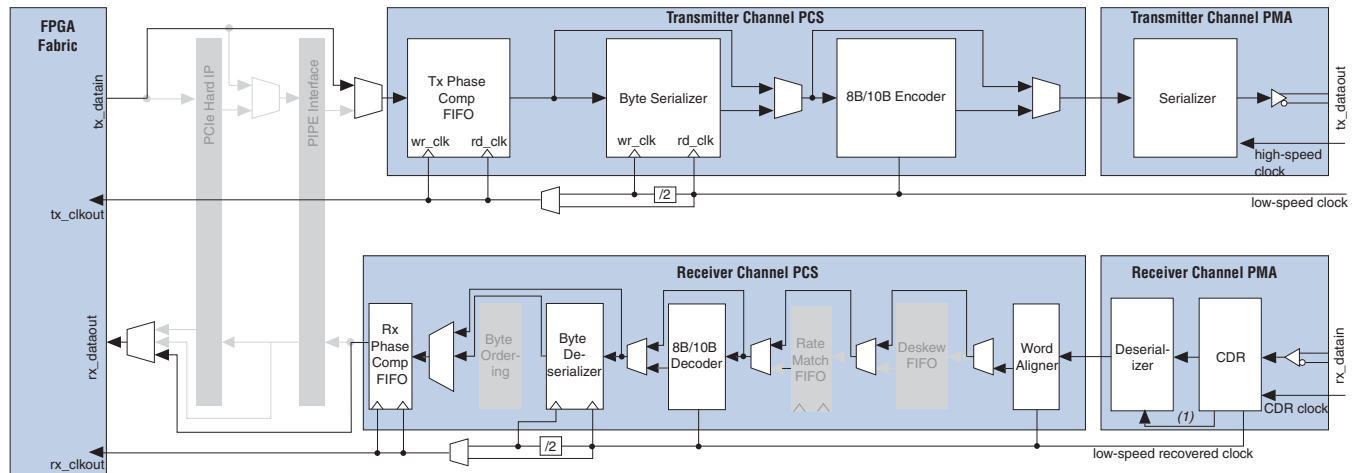 FPGA
Fabric
Transmitter Channel PCS
Transmitter Channel PMA
tx_datain
PCIe Hard IP
PIPE Interface
Tx Phase
Comp
FIFO
wr_clk
rd_clk
Byte Serializer
wr_clk
rd_clk
8B/10B Encoder
Serializer
tx_dataout
high-speed
clock
/2
tx_clkout
low-speed clock
Receiver Channel PCS
Receiver Channel PMA
rx_dataout
Rx
Phase
Comp
FIFO
Byte
Order-
ing
Byte
De-
serializer
8B/10B
Decoder
Rate
Match
FIFO
Deskew
FIFO
Word
Aligner
Deserial-
izer
CDR
rx_datain
CDR clock
(1)
/2
low-speed recovered clock
rx_clkout